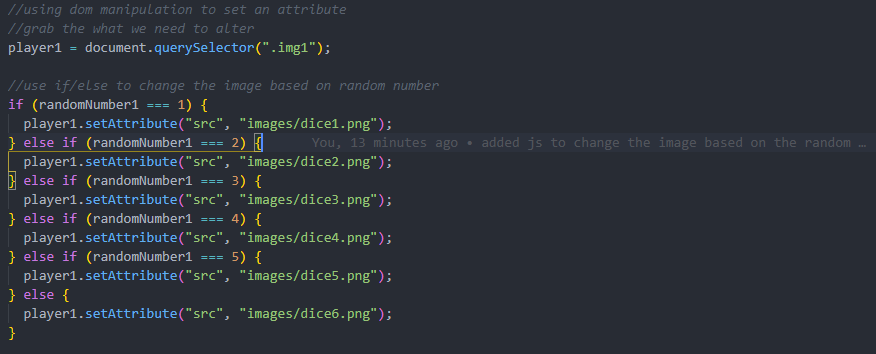 //using dom manipulation to set an attribute
//grab the what we need to alter
player1 = document.querySelector(".img1");
//use if/else to change the image based on random number
if (randomNumber1 === 1) {
player1.setAttribute("src", "images/dice1.png");
} else if (randomNumber1 === 2) { You, 13 minutes ago • added js to change the image based on the random …
player1.setAttribute("src", "images/dice2.png");
} else if (randomNumber1 === 3) {
player1.setAttribute("src", "images/dice3.png");
} else if (randomNumber1 === 4) {
player1.setAttribute("src", "images/dice4.png");
} else if (randomNumber1 === 5) {
player1.setAttribute("src", "images/dice5.png");
} else {
player1.setAttribute("src", "images/dice6.png");
}